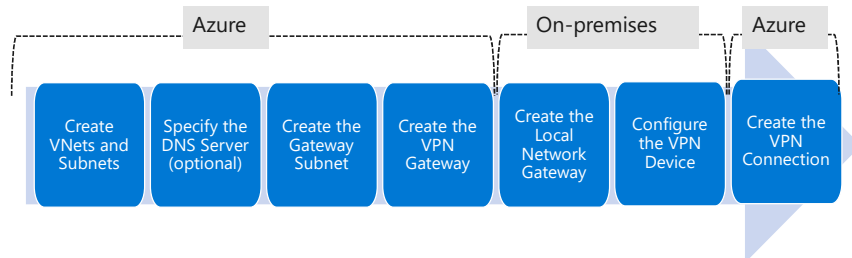 Azure
On-premises
Azure
Create
VNets and
Subnets
Specify the
DNS Server
(optional)
Create the
Gateway
Subnet
Create the
VPN
Gateway
Create the
Local
Network
Gateway
Configure
the VPN
Device
Create the
VPN
Connection